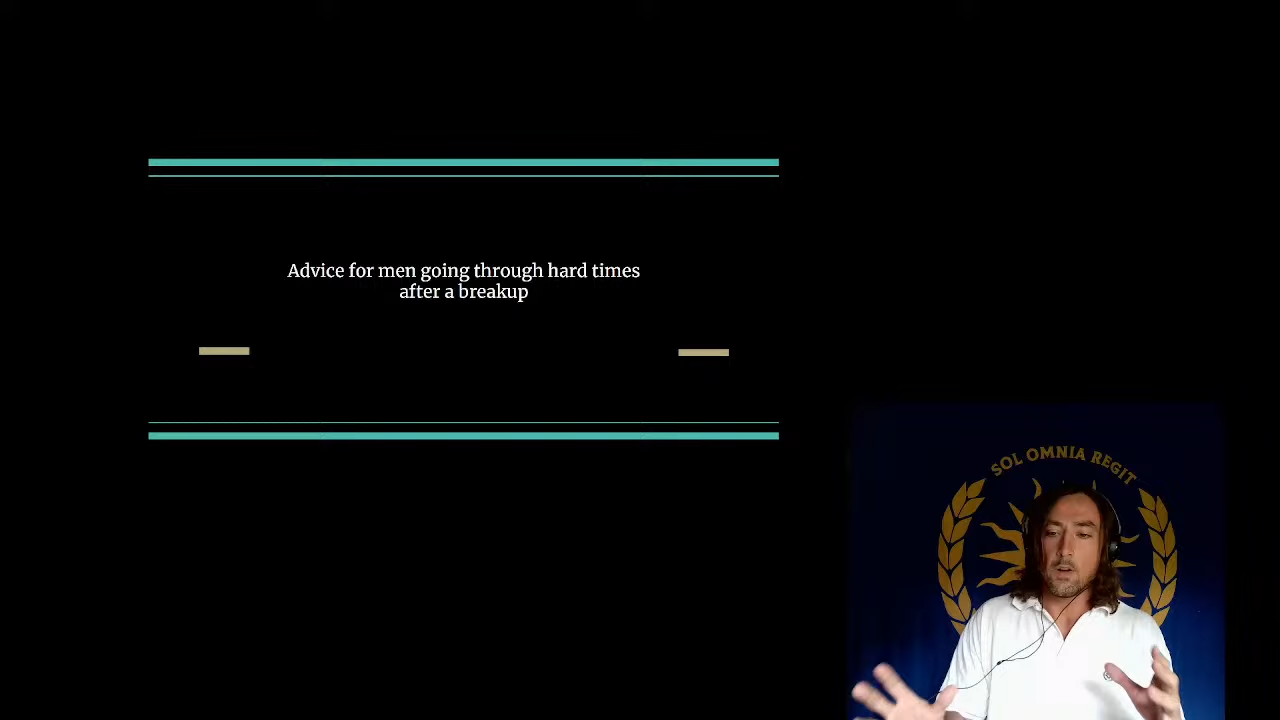 Advice for men going through hard times
after a breakup
SOL OMNIA REGIT